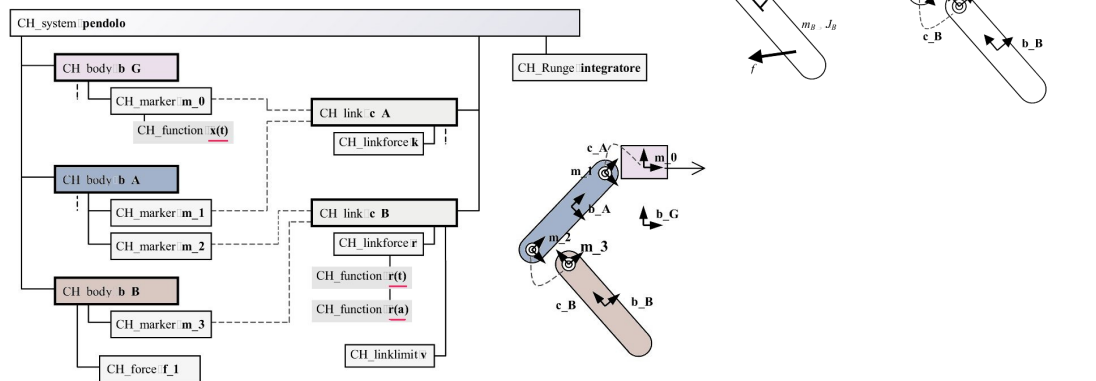 CH_system pendolo
CH_body b_G
CH_marker m_0
CH_function x(t)
CH_body b_A
CH_marker m_1
CH_marker m_2
CH_body b_B
CH_marker m_3
CH_force f_1
CH_link c_A
CH_linkforce k
CH_link c_B
CH_linkforce r
CH_function r(t)
CH_function r(a)
CH_linklimit v
CH_Runge integratore
m_B , J_B
f
c_B
b_B
c_A
m_0
m_1
b_A
b_G
m_2
m_3
c_B
b_B